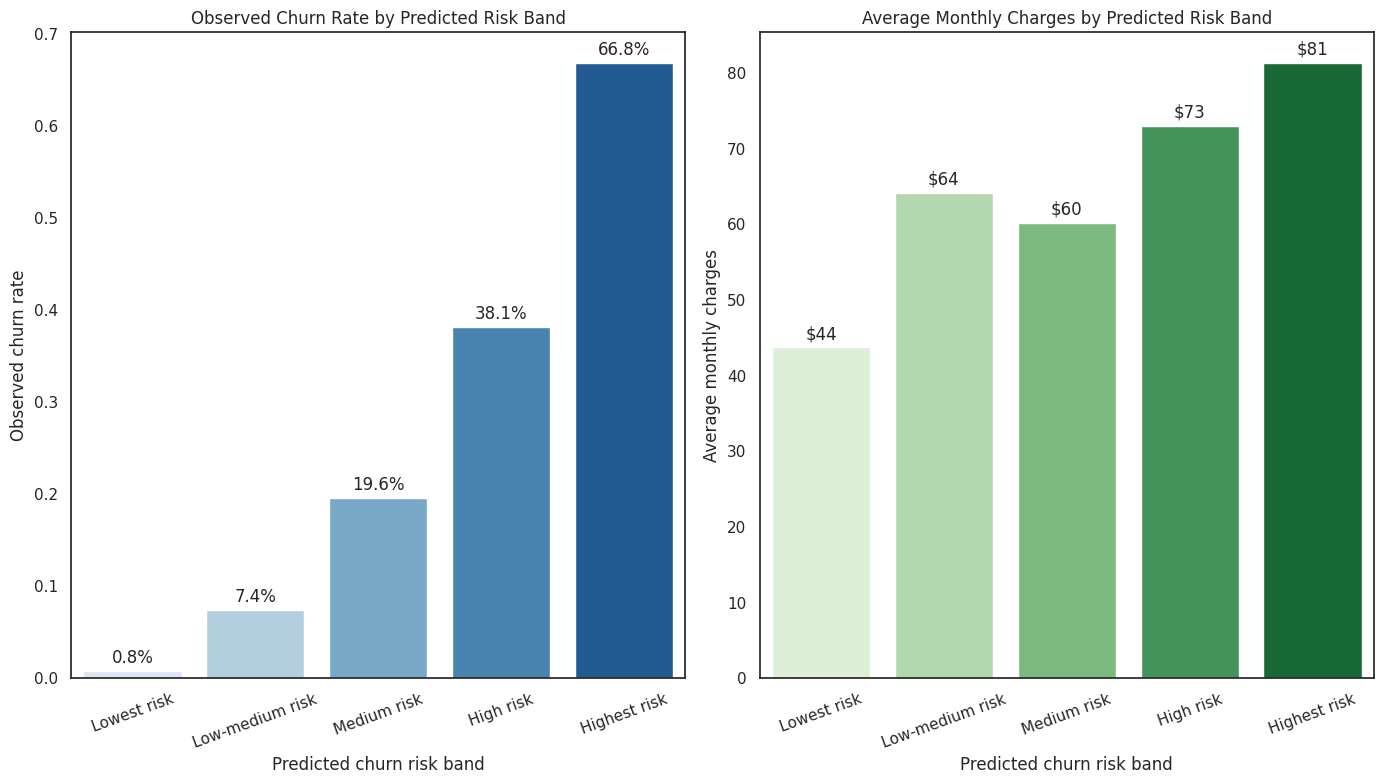 Observed Churn Rate by Predicted Risk Band
0.7
0.6
0.5
0.4
0.3
0.2
0.1
0.0
Observed churn rate
0.8%
7.4%
19.6%
38.1%
66.8%
Lowest risk
Low-medium risk
Medium risk
High risk
Highest risk
Predicted churn risk band
Average Monthly Charges by Predicted Risk Band
80
70
60
50
40
30
20
10
0
Average monthly charges
$44
$64
$60
$73
$81
Lowest risk
Low-medium risk
Medium risk
High risk
Highest risk
Predicted churn risk band